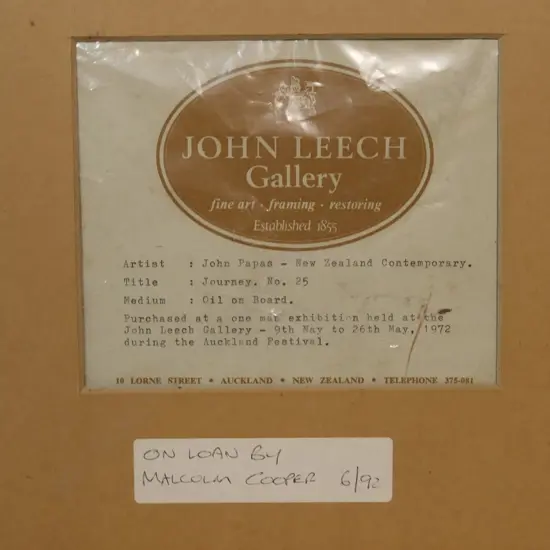 JOHN LEECH
Gallery
fine art · framing · restoring
Established 1855
Artist : John Papas - New Zealand Contemporary.
Title : Journey. No. 25
Medium : Oil on Board.
Purchased at a one man exhibition held at the
John Leech Gallery - 9th May to 26th May, 1972
during the Auckland Festival.
10 LORNE STREET • AUCKLAND • NEW ZEALAND • TELEPHONE 375-081
ON LOAN BY
MALCOLM COOPER 6/92